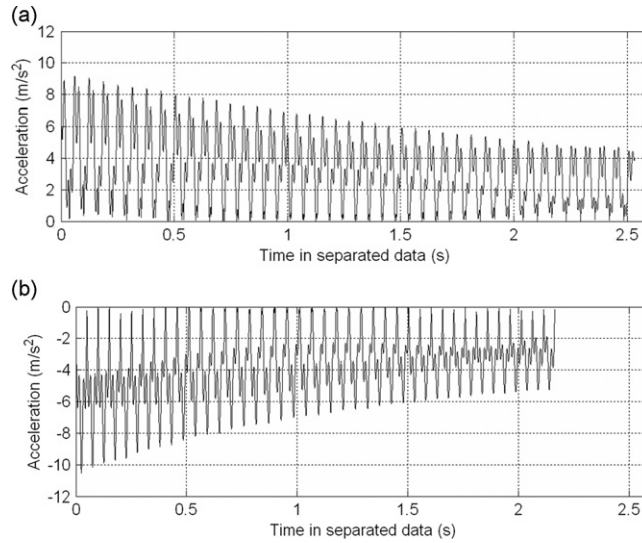 (a)
12
10
8
6
4
2
0
Acceleration (m/s²)
0 0.5 1 1.5 2 2.5
Time in separated data (s)
(b)
0
-2
-4
-6
-8
-10
-12
Acceleration (m/s²)
0 0.5 1 1.5 2 2.5
Time in separated data (s)